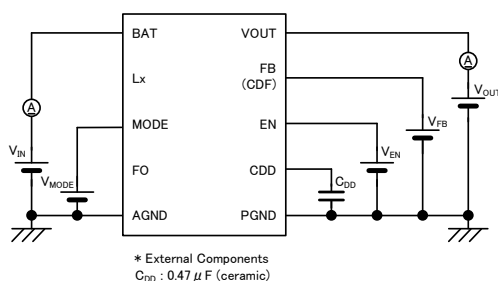 BAT VOUT
A
Lx FB
(CDF)
VOUT
A
MODE EN
VFB
VIN
VMODE
VEN
FO CDD
CDD
AGND PGND
* External Components
CDD : 0.47 μF (ceramic)